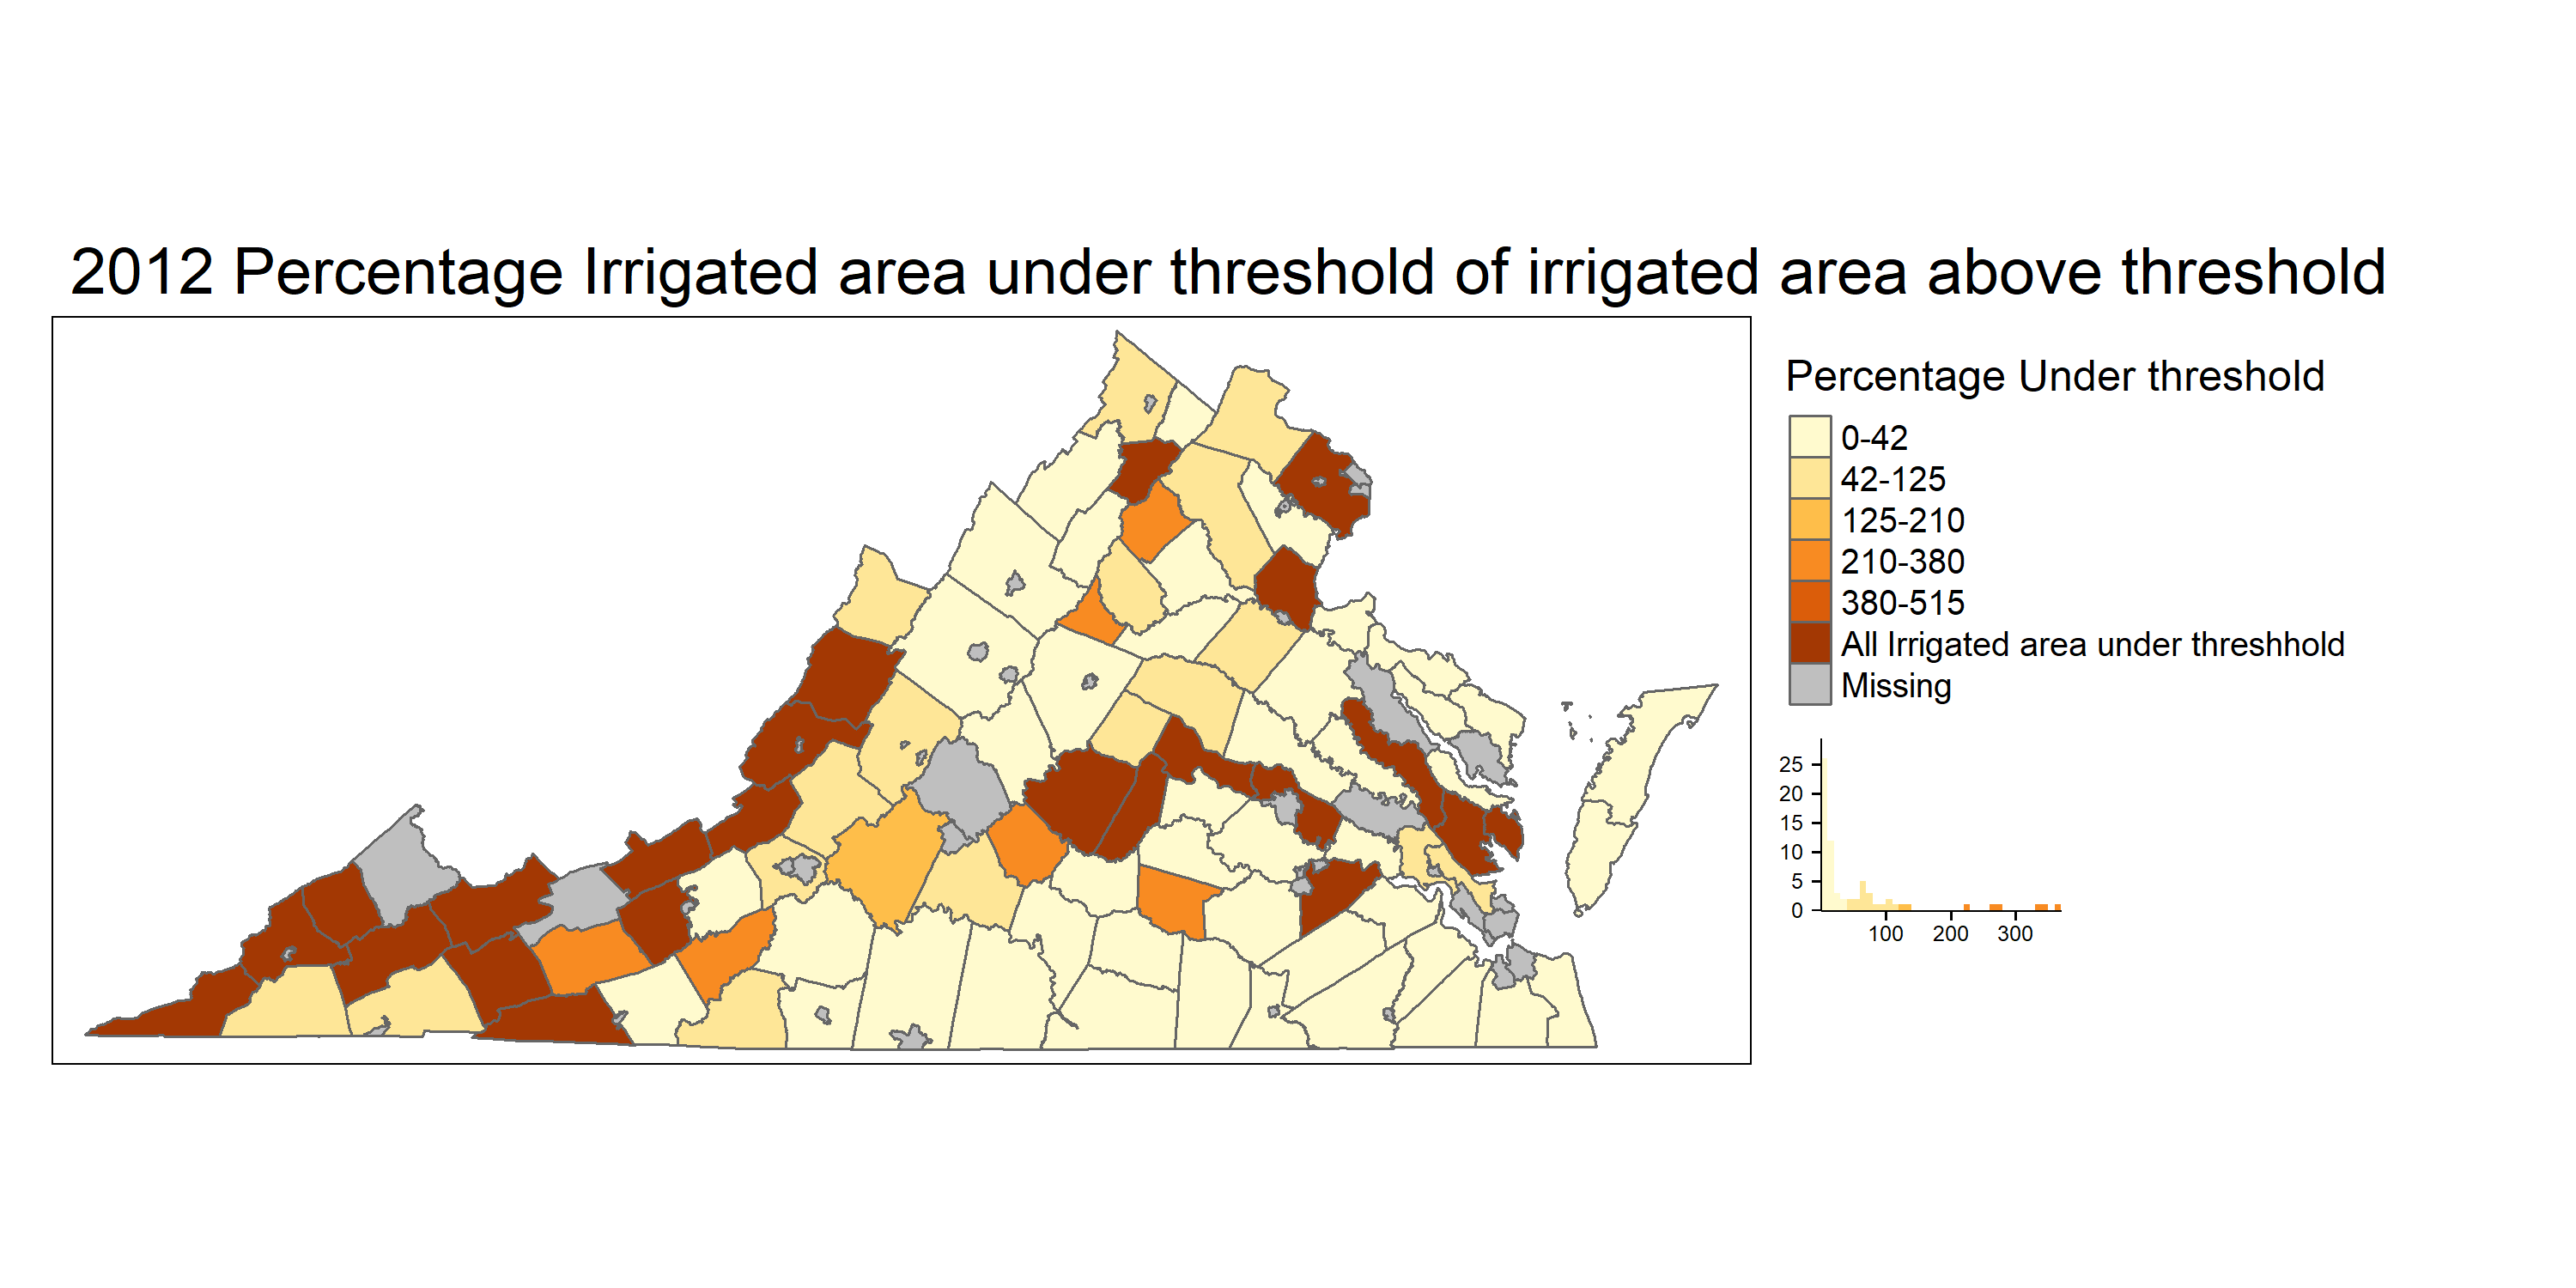 2012 Percentage Irrigated area under threshold of irrigated area above threshold
Percentage Under threshold
0-42
42-125
125-210
210-380
380-515
All Irrigated area under threshhold
Missing
25
20
15
10
5
0
100 200 300